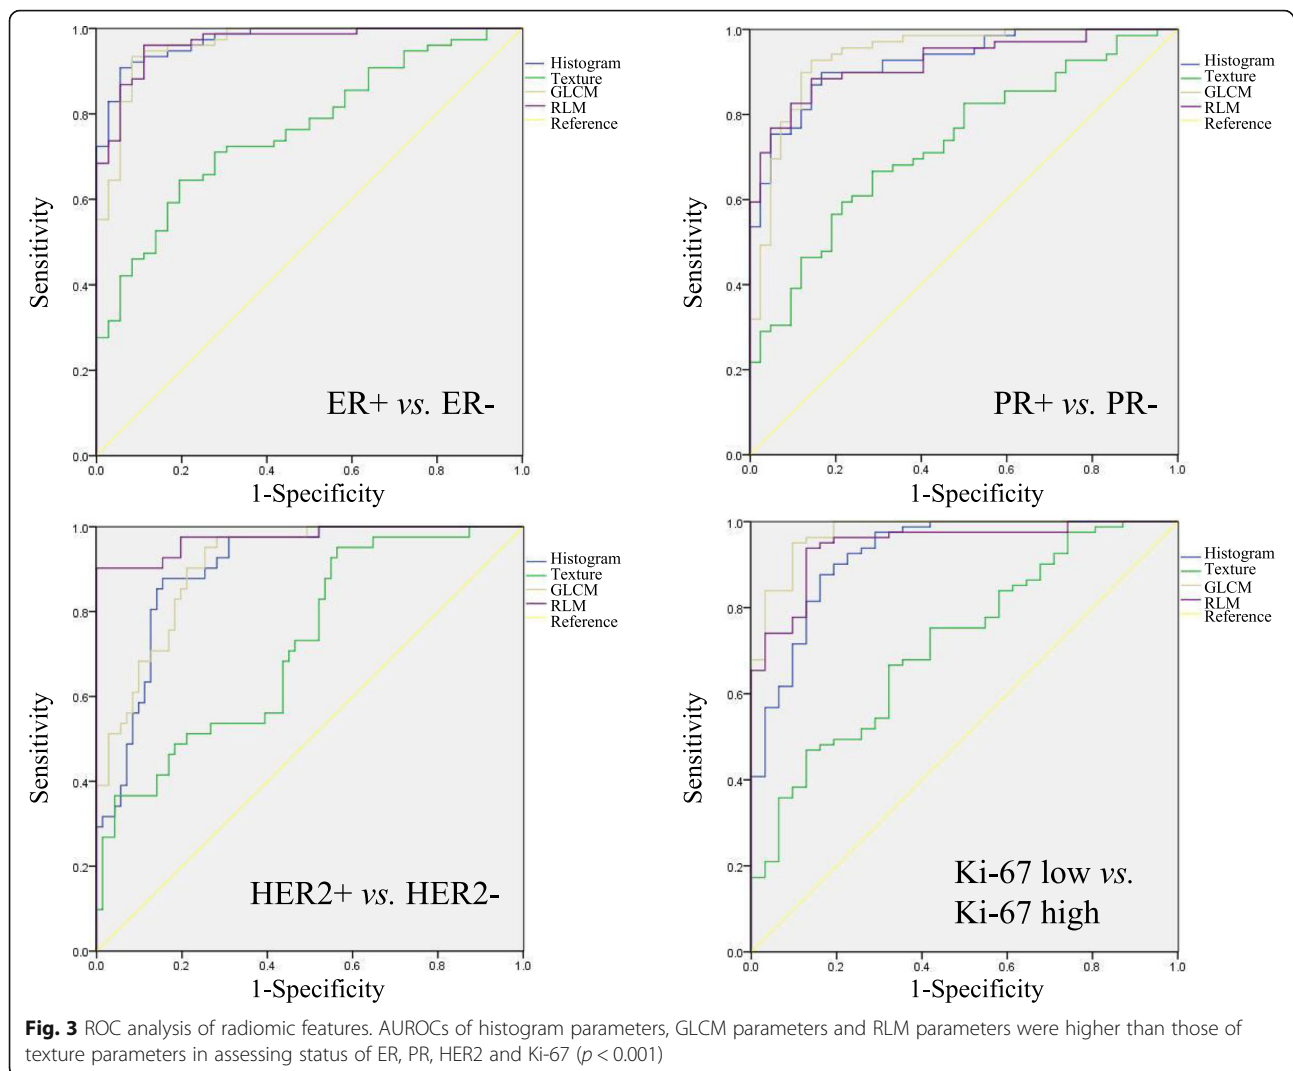 1.0
0.8
0.6
0.4
0.2
0.0
Sensitivity
0.0 0.2 0.4 0.6 0.8 1.0
1-Specificity
Histogram
Texture
GLCM
RLM
Reference
ER+ vs. ER-
1.0
0.8
0.6
0.4
0.2
0.0
Sensitivity
0.0 0.2 0.4 0.6 0.8 1.0
1-Specificity
Histogram
Texture
GLCM
RLM
Reference
PR+ vs. PR-
1.0
0.8
0.6
0.4
0.2
0.0
Sensitivity
0.0 0.2 0.4 0.6 0.8 1.0
1-Specificity
Histogram
Texture
GLCM
RLM
Reference
HER2+ vs. HER2-
1.0
0.8
0.6
0.4
0.2
0.0
Sensitivity
0.0 0.2 0.4 0.6 0.8 1.0
1-Specificity
Histogram
Texture
GLCM
RLM
Reference
Ki-67 low vs.
Ki-67 high
Fig. 3 ROC analysis of radiomic features. AUROCs of histogram parameters, GLCM parameters and RLM parameters were higher than those of
texture parameters in assessing status of ER, PR, HER2 and Ki-67 (p < 0.001)